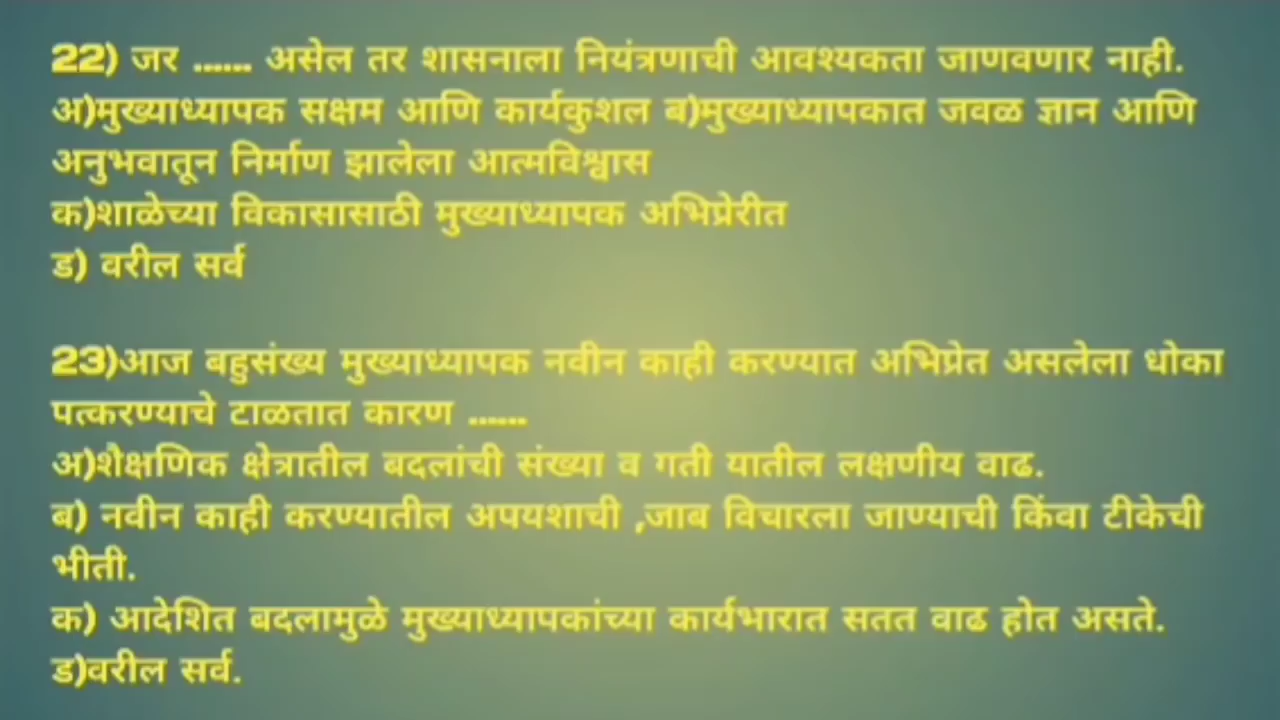 22) जर ...... असेल तर शासनाला नियंत्रणाची आवश्यकता जाणवणार नाही.
अ)मुख्याध्यापक सक्षम आणि कार्यकुशल ब)मुख्याध्यापकात जवळ ज्ञान आणि
अनुभवातून निर्माण झालेला आत्मविश्वास
क)शाळेच्या विकासासाठी मुख्याध्यापक अभिप्रेरीत
ड) वरील सर्व
23)आज बहुसंख्य मुख्याध्यापक नवीन काही करण्यात अभिप्रेत असलेला धोका
पत्करण्याचे टाळतात कारण ......
अ)शैक्षणिक क्षेत्रातील बदलांची संख्या व गती यातील लक्षणीय वाढ.
ब) नवीन काही करण्यातील अपयशाची ,जाब विचारला जाण्याची किंवा टीकेची
भीती.
क) आदेशित बदलामुळे मुख्याध्यापकांच्या कार्यभारात सतत वाढ होत असते.
ड)वरील सर्व.